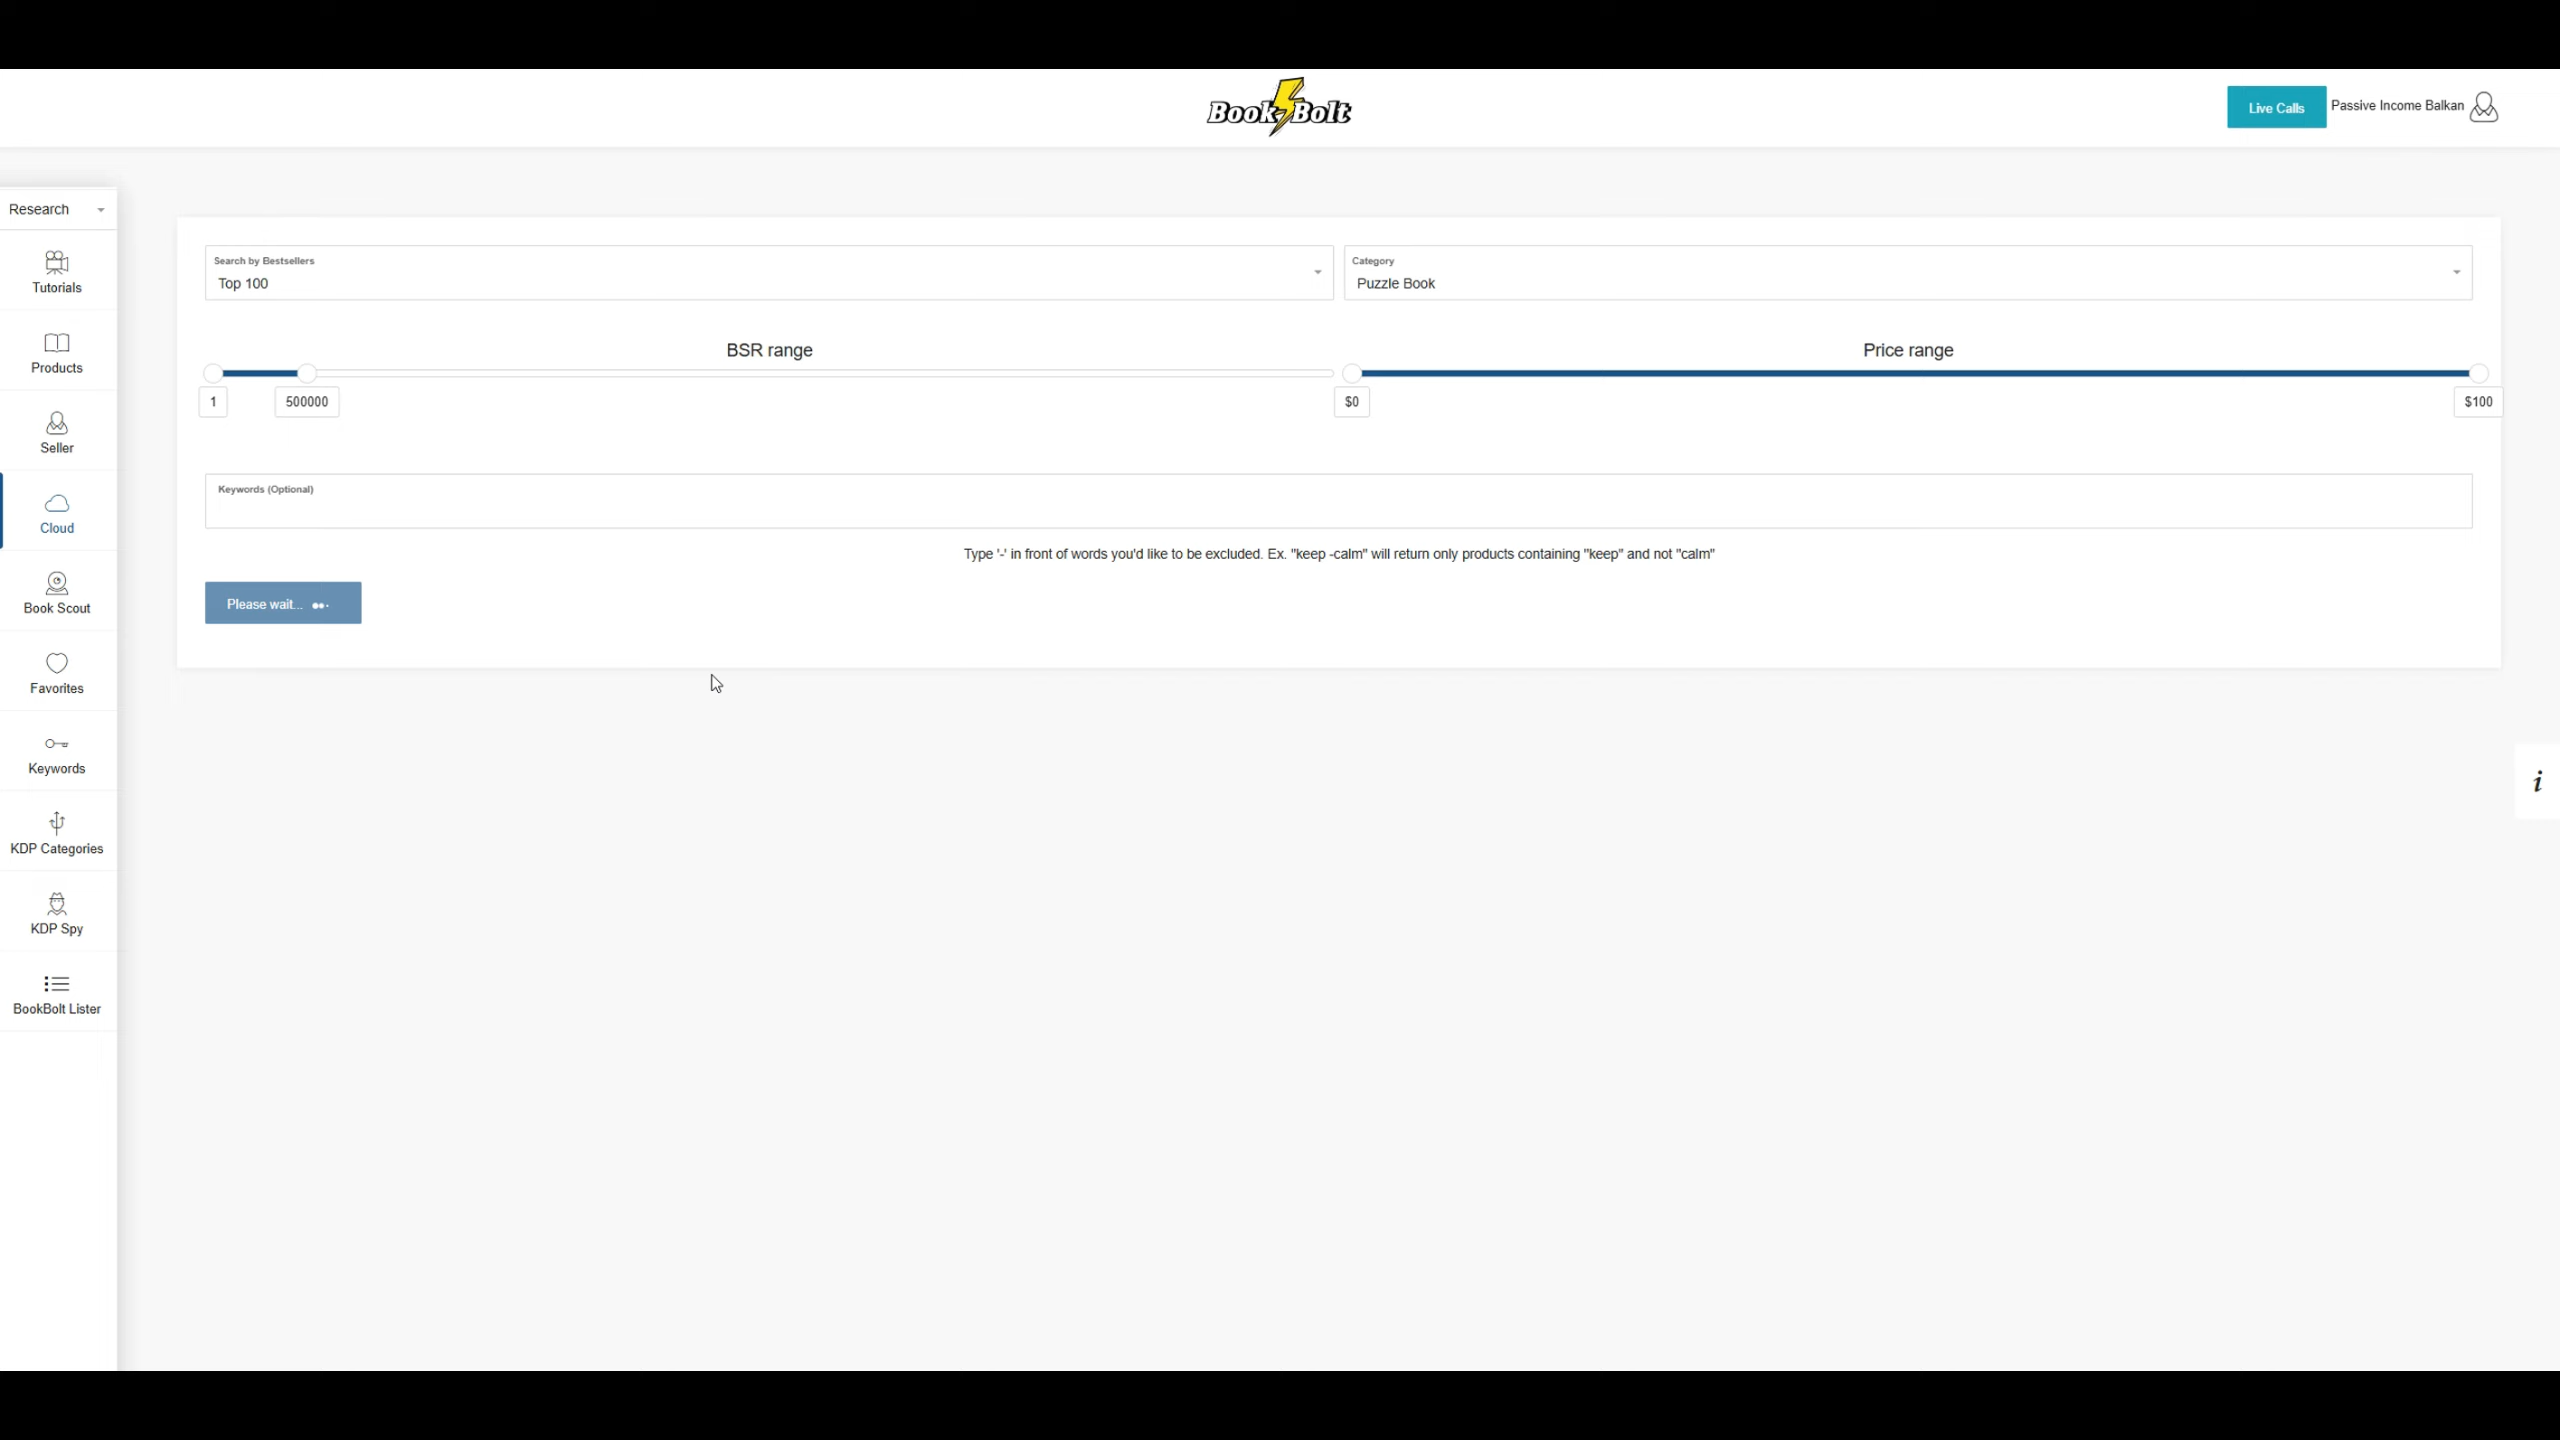 Book Bolt
Live Calls
Passive Income Balkan
Research
Tutorials
Products
Seller
Cloud
Book Scout
Favorites
Keywords
KDP Categories
KDP Spy
BookBolt Lister
Search by Bestsellers
Top 100
Category
Puzzle Book
BSR range
1
500000
Price range
$0
$100
Keywords (Optional)
Type '-' in front of words you'd like to be excluded. Ex. "keep -calm" will return only products containing "keep" and not "calm"
Please wait...
i